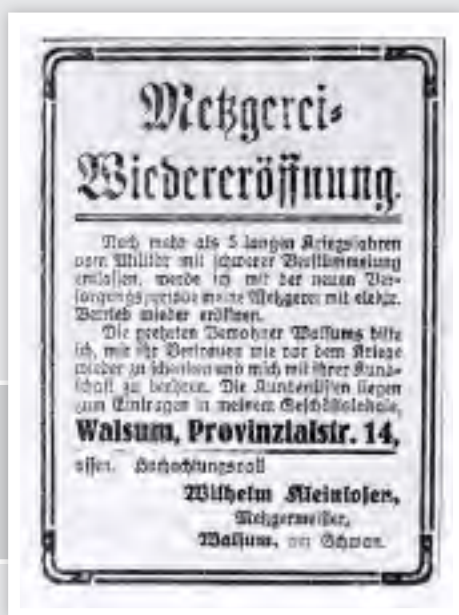 Metzgerei=
Wiedereröffnung.
Nach mehr als 5 langen Kriegsjahren
vom Militär mit schwerer Verstümmelung
entlassen, werde ich mit der neuen Ver=
sorgungsperiode meine Metzgerei mit elektr.
Betrieb wieder eröffnen.
Die geehrten Bewohner Walsums bitte
ich, mir ihr Vertrauen wie vor dem Kriege
wieder zu schenken und mich mit ihrer Kund=
schaft zu beehren. Die Kundenlisten liegen
zum Eintragen in meinem Geschäftslokale,
Walsum, Provinzialstr. 14,
offen. Hochachtungsvoll
Wilhelm Kleinloser,
Metzgermeister,
Walsum, am Schwan.